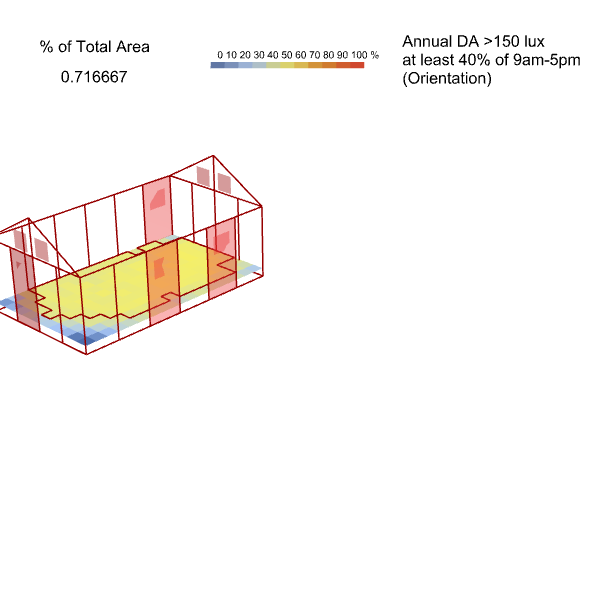 % of Total Area
0.716667
0 10 20 30 40 50 60 70 80 90 100 %
Annual DA >150 lux
at least 40% of 9am-5pm
(Orientation)